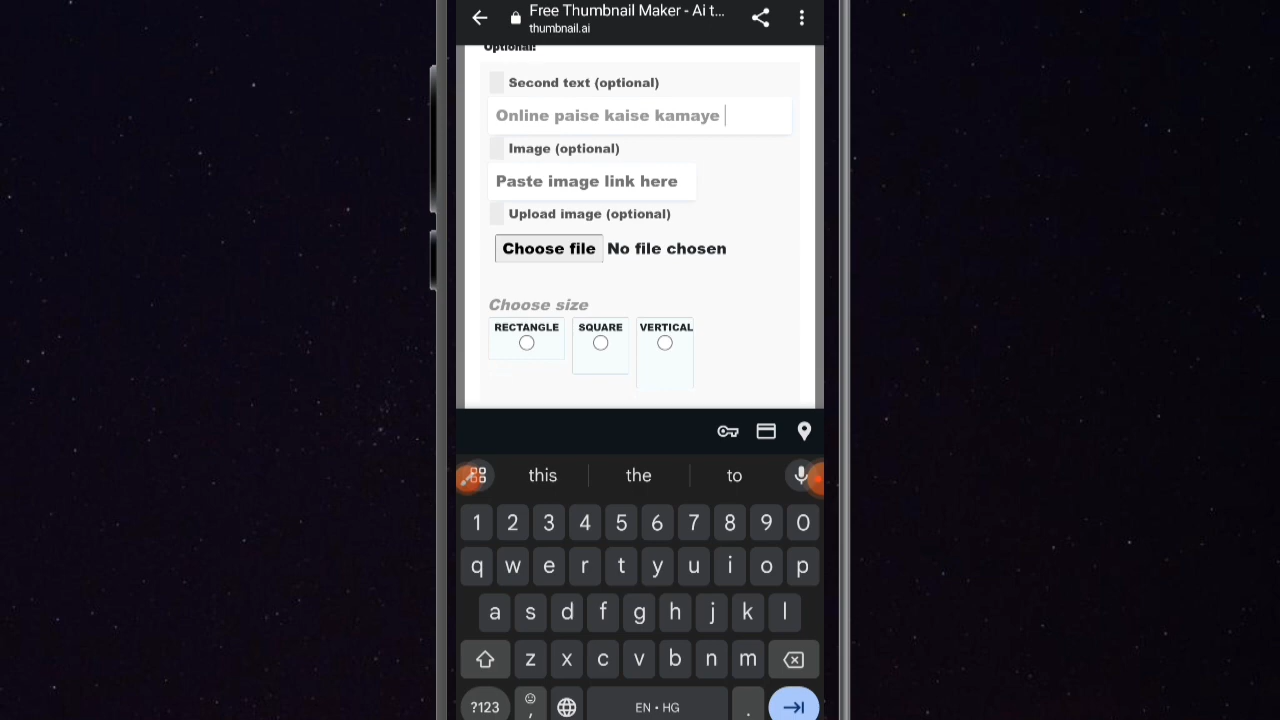 Free Thumbnail Maker - Ai t...
thumbnail.ai
Optional:
Second text (optional)
Online paise kaise kamaye
Image (optional)
Paste image link here
Upload image (optional)
Choose file No file chosen
Choose size
RECTANGLE SQUARE VERTICAL
this the to
1 2 3 4 5 6 7 8 9 0
q w e r t y u i o p
a s d f g h j k l
z x c v b n m
?123 , EN • HG .